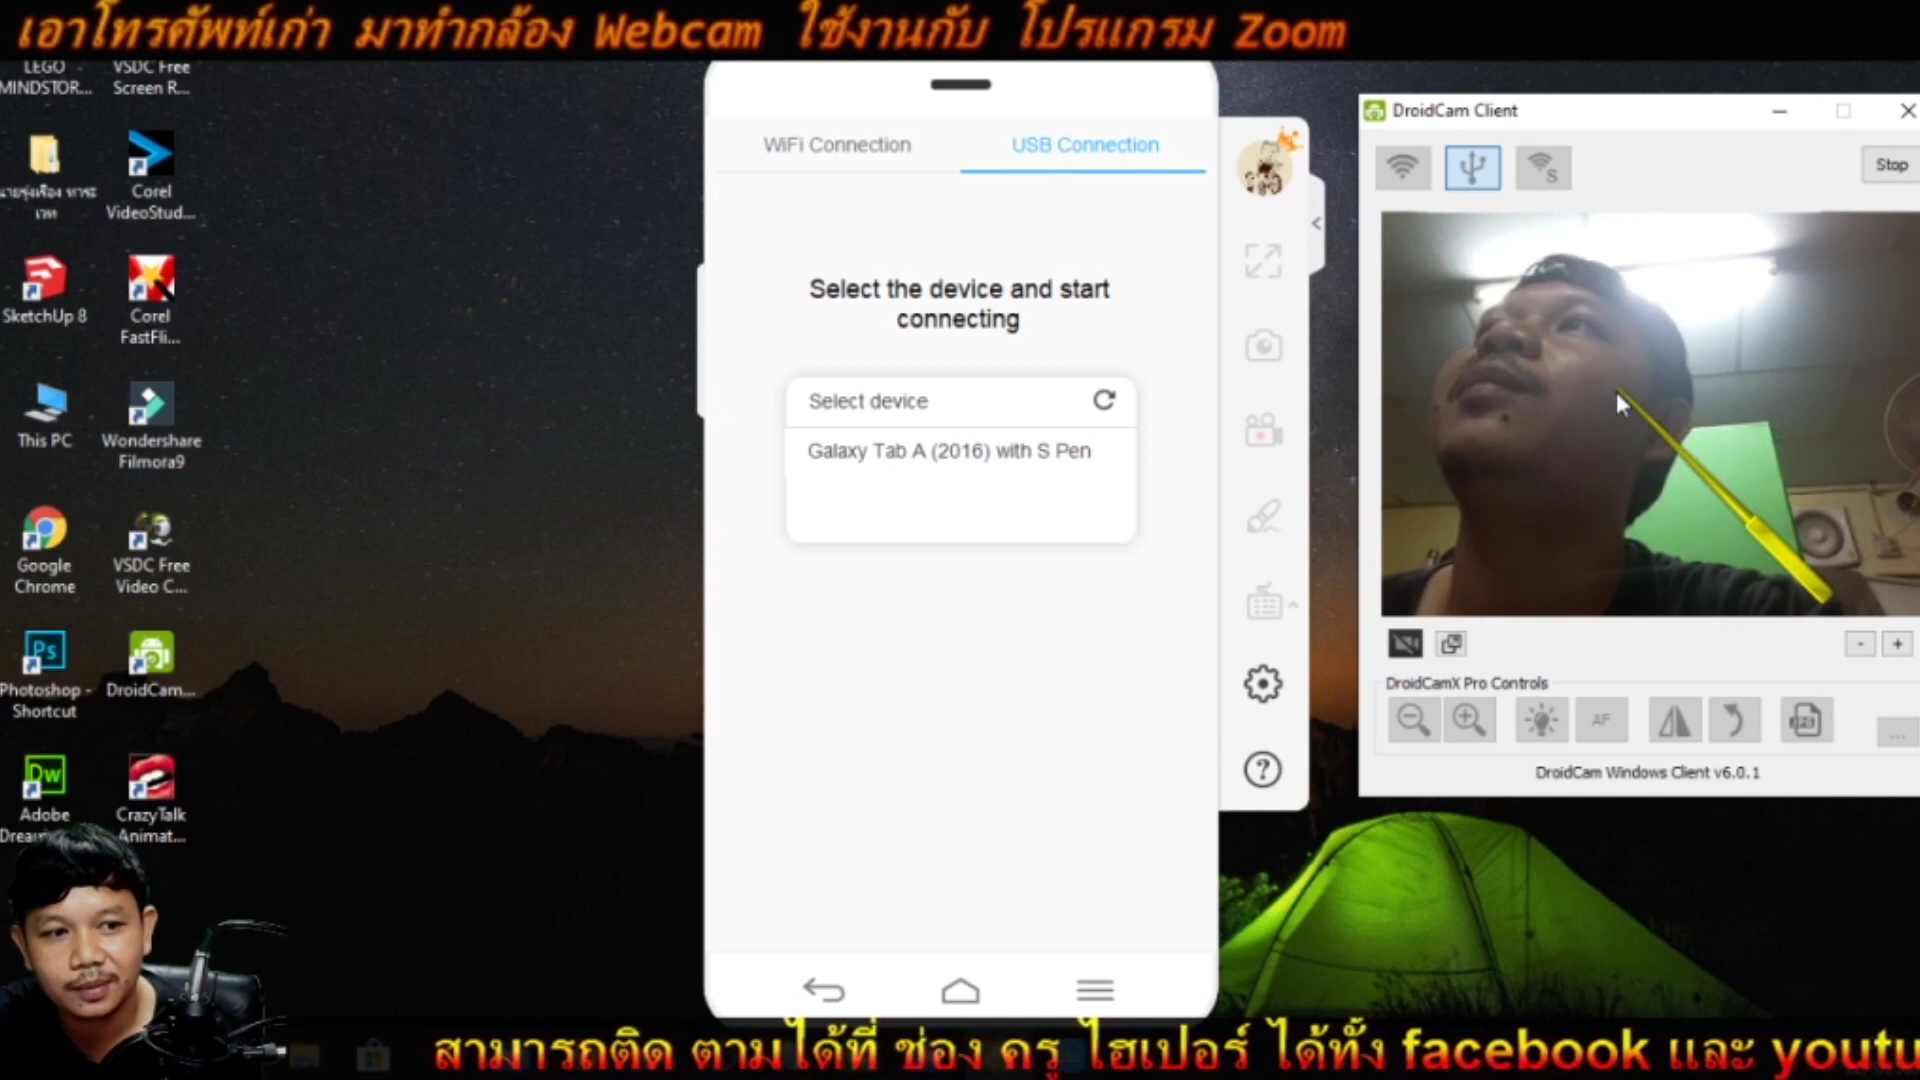 เอาโทรศัพท์เก่า มาทำกล้อง Webcam ใช้งานกับ โปรแกรม Zoom
LEGO MINDSTOR...
VSDC Free Screen R...
Corel VideoStud...
SketchUp 8
Corel FastFli...
This PC
Wondershare Filmora9
Google Chrome
VSDC Free Video C...
Ps
Photoshop - Shortcut
DroidCam...
Dw
Adobe
CrazyTalk Animat...
WiFi Connection
USB Connection
Select the device and start
connecting
Select device
Galaxy Tab A (2016) with S Pen
DroidCam Client
S
Stop
-
+
DroidCamX Pro Controls
AF
...
DroidCam Windows Client v6.0.1
สามารถติด ตามได้ที่ ช่อง ครู ไฮเปอร์ ได้ทั้ง facebook และ youtu